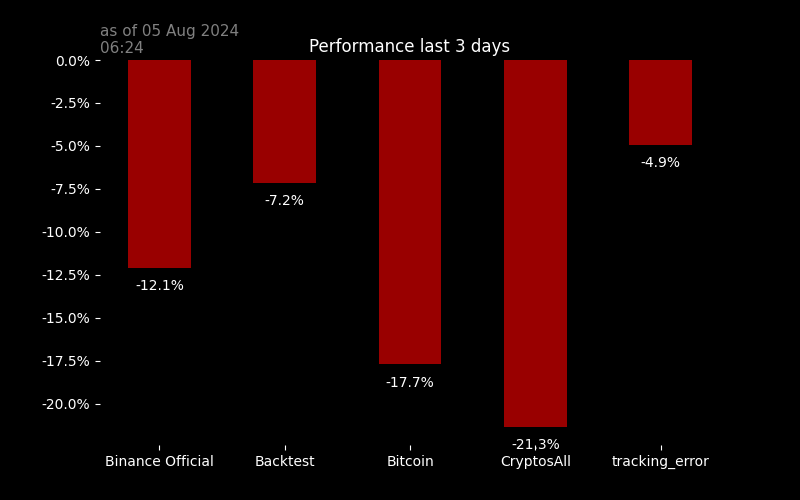 as of 05 Aug 2024
06:24
Performance last 3 days
0.0%
-2.5%
-5.0%
-7.5%
-10.0%
-12.5%
-15.0%
-17.5%
-20.0%
-12.1%
-7.2%
-17.7%
-21.3%
-4.9%
Binance Official
Backtest
Bitcoin
CryptosAll
tracking_error